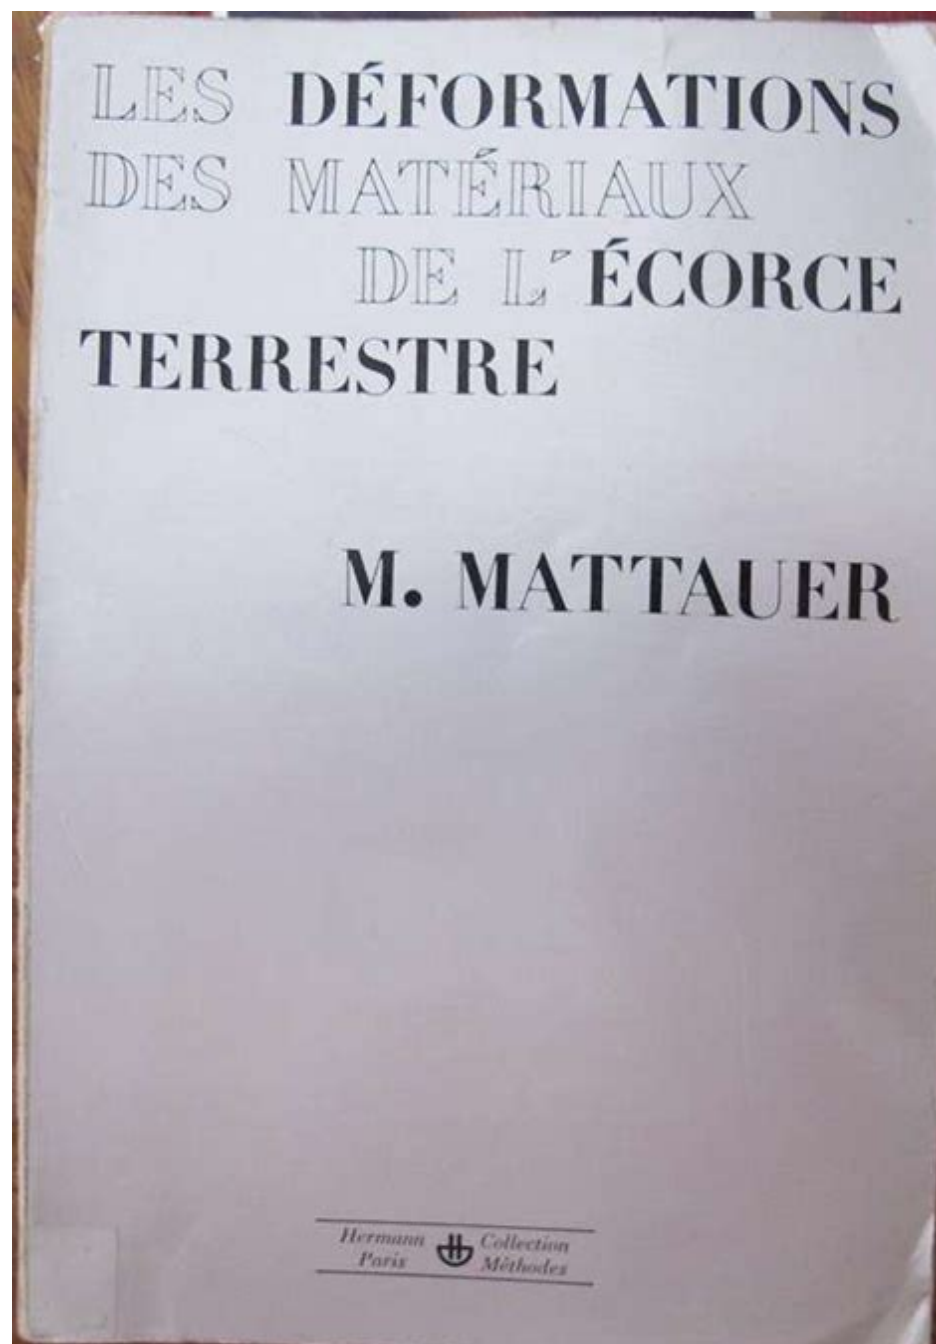 LES DÉFORMATIONS
DES MATÉRIAUX
DE L'ÉCORCE
TERRESTRE
M. MATTAUER
Hermann Collection
Paris Méthodes